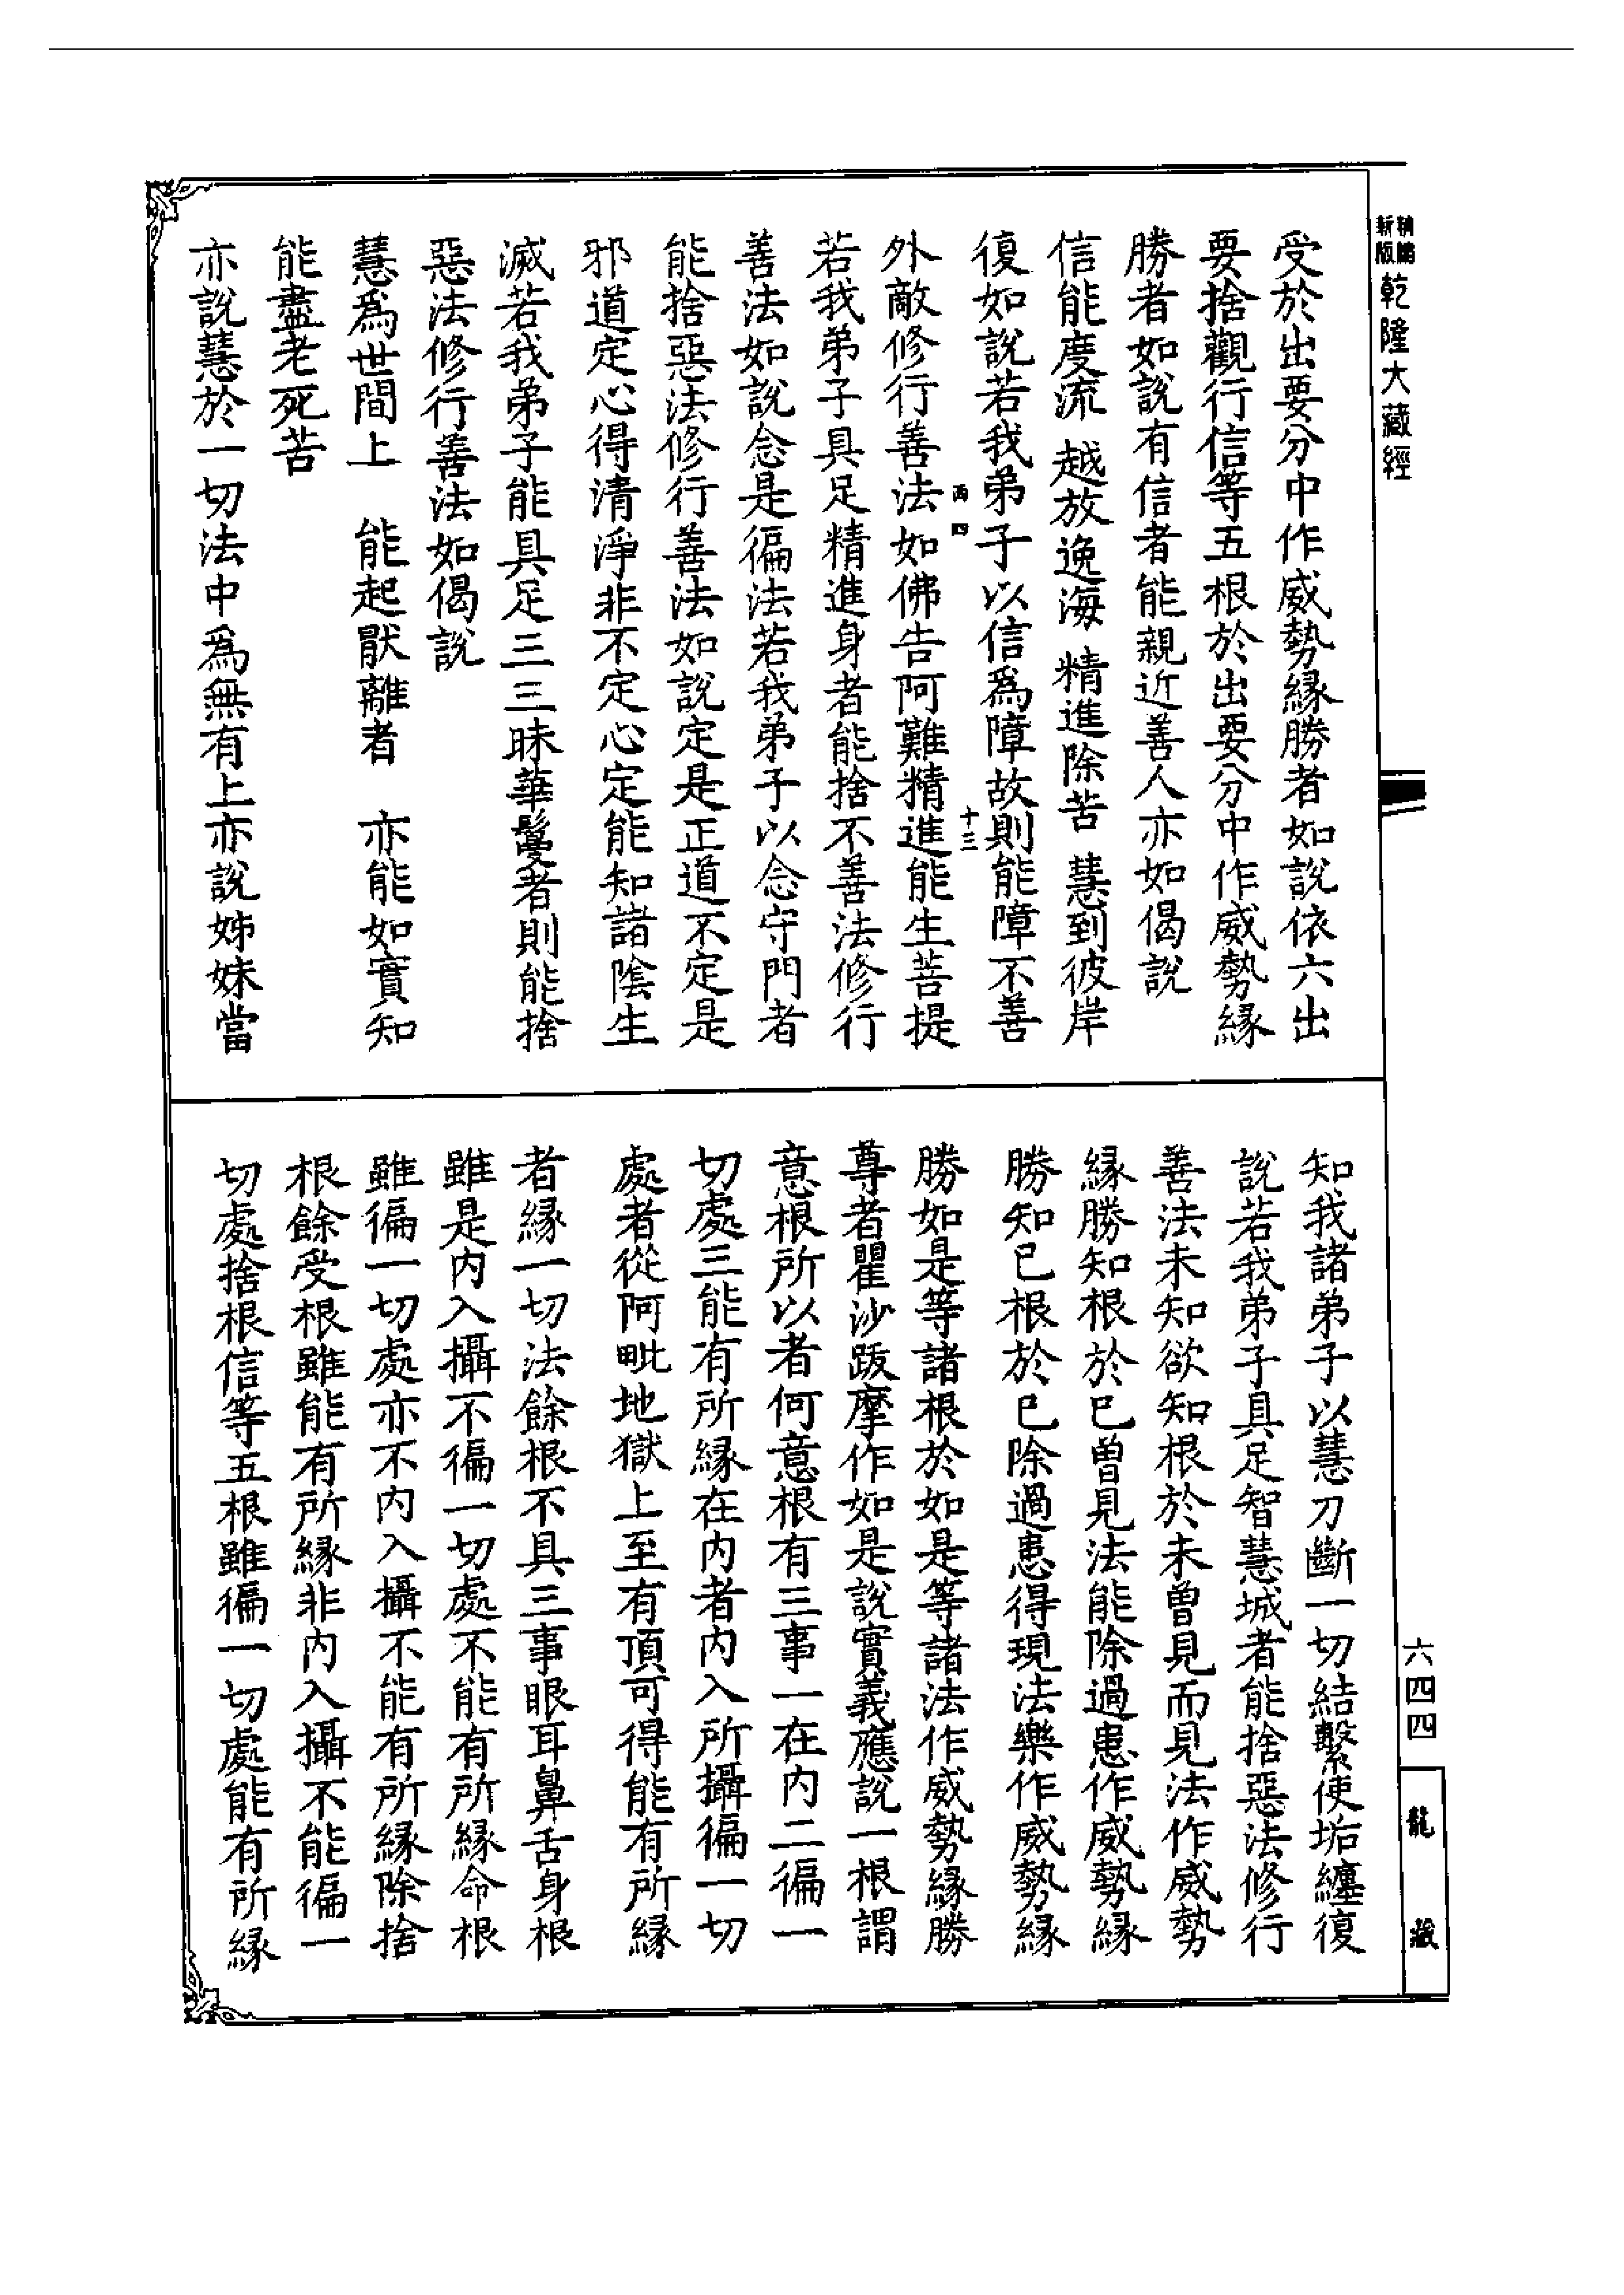 新編縮版 乾隆大藏經
受於出要分中作威勢緣勝者如說依六出
要捨觀行信等五根於出要分中作威勢緣
勝者如說有信者能親近善人亦如偈說
信能度流 越放逸海 精進除苦 慧到彼岸
復如說若我弟子以信爲障故則能障不善
西四 十三
外敵修行善法如佛告阿難精進能生菩提
若我弟子具足精進身者能捨不善法修行
善法如說念是徧法若我弟子以念守門者
能捨惡法修行善法如說定是正道不定是
邪道定心得清淨非不定心定能知諸陰生
滅若我弟子能具足三三昧華鬘者則能捨
惡法修行善法如偈說
慧爲世間上 能起厭離者 亦能如實知
能盡老死苦
亦說慧於一切法中爲無有上亦說姊妹當
知我諸弟子以慧刀斷一切結繫使垢纏復
說若我弟子具足智慧城者能捨惡法修行
善法未知欲知根於未曾見而見法作威勢
緣勝知根於已曾見法能除過患作威勢緣
勝知已根於已除過患得現法樂作威勢緣
勝如是等諸根於如是等諸法作威勢緣勝
尊者瞿沙跋摩作如是說實義應說一根謂
意根所以者何意根有三事一在內二徧一
切處三能有所緣在內者內入所攝徧一切
處者從阿毗地獄上至有頂可得能有所緣
者緣一切法餘根不具三事眼耳鼻舌身根
雖是內入攝不徧一切處不能有所緣命根
雖徧一切處亦不內入攝不能有所緣除捨
根餘受根雖能有所緣非內入攝不能徧一
切處捨根信等五根雖徧一切處能有所緣
六四四
龍藏